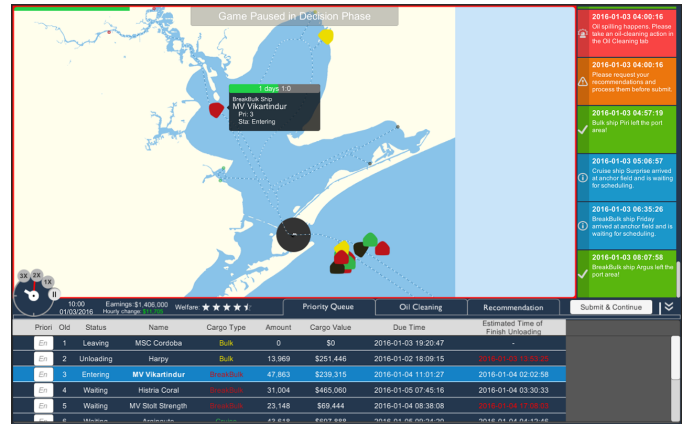 Game Paused in Decision Phase
1 days 1:0
BreakBulk Ship
MV Vikartindur
Pri: 3
Sta: Entering
2016-01-03 04:00:16
Oil spilling happens. Please
take an oil-cleaning action in
the Oil Cleaning tab
2016-01-03 04:00:16
Please request your
recommendations and
process them before submit.
2016-01-03 04:57:19
Bulk ship Piri left the port
area!
2016-01-03 05:06:57
Cruise ship Surprise arrived
at anchor field and is waiting
for scheduling.
2016-01-03 06:35:26
BreakBulk ship Friday
arrived at anchor field and is
waiting for scheduling.
2016-01-03 08:07:58
BreakBulk ship Argus left the
port area!
3X 2X 1X
10:00 Earnings:$1,406,000 Welfare:
01/03/2016 Hourly change:
Priority Queue Oil Cleaning Recommendation Submit & Continue
Priori Old Status Name Cargo Type Amount Cargo Value Due Time Estimated Time of
Finish Unloading
En 1 Leaving MSC Cordoba Bulk 0 $0 2016-01-03 19:20:47 -
En 2 Unloading Harpy Bulk 13,969 $251,446 2016-01-02 18:09:15
En 3 Entering MV Vikartindur BreakBulk 47,863 $239,315 2016-01-04 11:01:27 2016-01-04 02:02:58
En 4 Waiting Histria Coral BreakBulk 31,004 $465,060 2016-01-05 07:45:16 2016-01-04 03:30:33
En 5 Waiting MV Stolt Strength BreakBulk 23,148 $69,444 2016-01-04 08:38:08